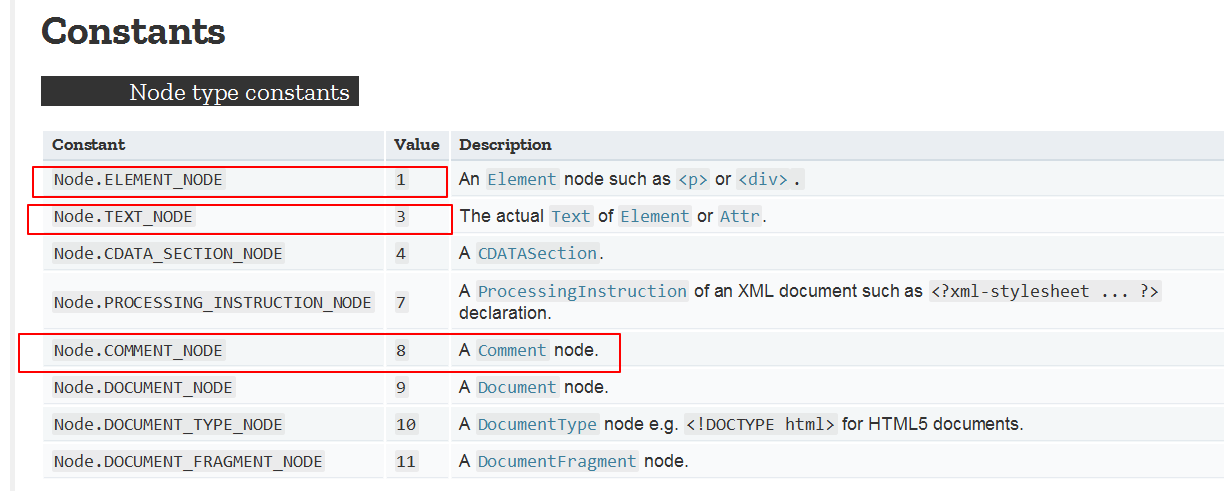 Constants
Node type constants
Constant Value Description
Node.ELEMENT_NODE 1 An Element node such as <p> or <div>.
Node.TEXT_NODE 3 The actual Text of Element or Attr.
Node.CDATA_SECTION_NODE 4 A CDATASection.
Node.PROCESSING_INSTRUCTION_NODE 7 A ProcessingInstruction of an XML document such as <?xml-stylesheet ... ?>
declaration.
Node.COMMENT_NODE 8 A Comment node.
Node.DOCUMENT_NODE 9 A Document node.
Node.DOCUMENT_TYPE_NODE 10 A DocumentType node e.g. <!DOCTYPE html> for HTML5 documents.
Node.DOCUMENT_FRAGMENT_NODE 11 A DocumentFragment node.